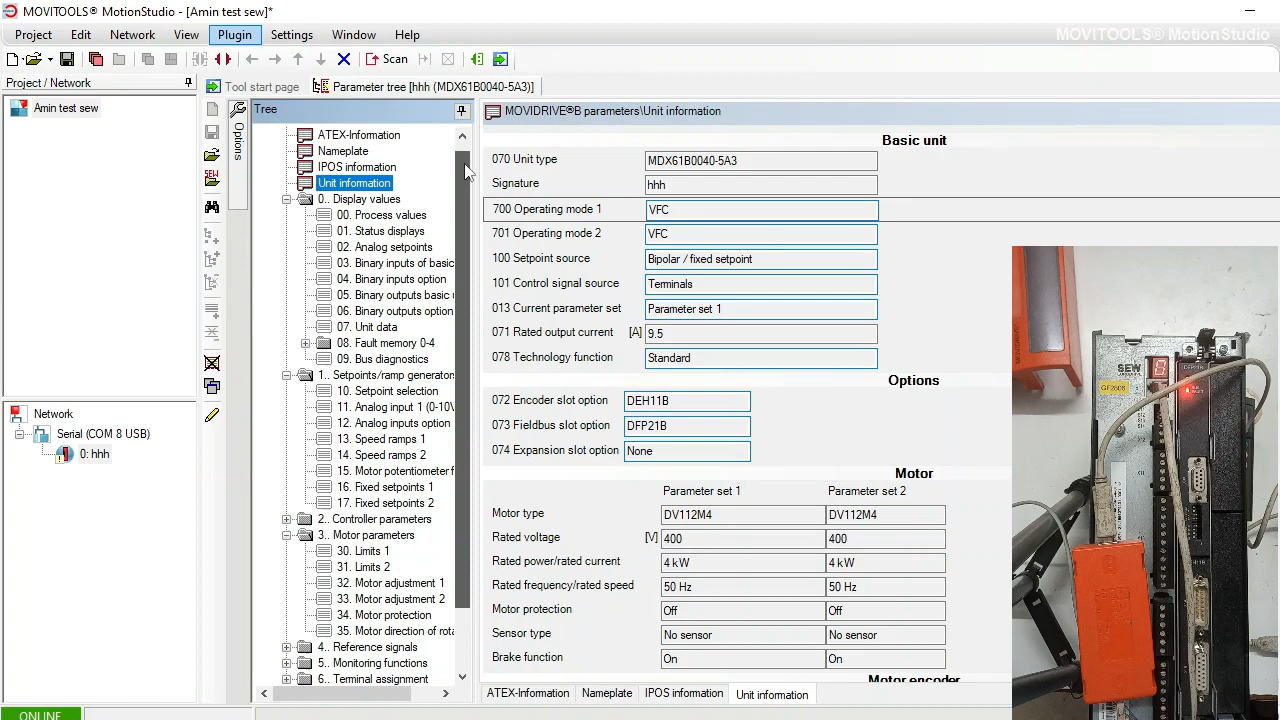 MOVITOOLS® MotionStudio - [Amin test sew]*
Project Edit Network View Plugin Settings Window Help
MOVITOOLS® MotionStudio
Scan
Project / Network
Tool start page
Parameter tree [hhh (MDX61B0040-5A3)]
Amin test sew
Options
Tree
ATEX-Information
Nameplate
IPOS information
Unit information
0.. Display values
00. Process values
01. Status displays
02. Analog setpoints
03. Binary inputs of basic
04. Binary inputs option
05. Binary outputs basic
06. Binary outputs option
07. Unit data
08. Fault memory 0-4
09. Bus diagnostics
1.. Setpoints/ramp generators
10. Setpoint selection
11. Analog input 1 (0-10V
12. Analog inputs option
13. Speed ramps 1
14. Speed ramps 2
15. Motor potentiometer f
16. Fixed setpoints 1
17. Fixed setpoints 2
2.. Controller parameters
3.. Motor parameters
30. Limits 1
31. Limits 2
32. Motor adjustment 1
33. Motor adjustment 2
34. Motor protection
35. Motor direction of rota
4.. Reference signals
5.. Monitoring functions
6.. Terminal assignment
Network
Serial (COM 8 USB)
0: hhh
ONLINE
MOVIDRIVE®B parameters\Unit information
Basic unit
070 Unit type MDX61B0040-5A3
Signature hhh
700 Operating mode 1 VFC
701 Operating mode 2 VFC
100 Setpoint source Bipolar / fixed setpoint
101 Control signal source Terminals
013 Current parameter set Parameter set 1
071 Rated output current [A] 9.5
078 Technology function Standard
Options
072 Encoder slot option DEH11B
073 Fieldbus slot option DFP21B
074 Expansion slot option None
Motor
Parameter set 1 Parameter set 2
Motor type DV112M4 DV112M4
Rated voltage [V] 400 400
Rated power/rated current 4 kW 4 kW
Rated frequency/rated speed 50 Hz 50 Hz
Motor protection Off Off
Sensor type No sensor No sensor
Brake function On On
Motor encoder
ATEX-Information Nameplate IPOS information Unit information
SEW